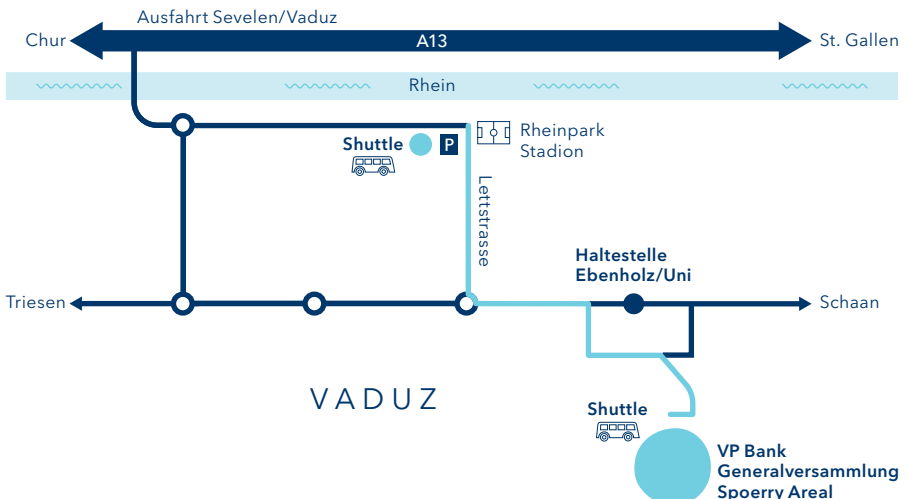 Ausfahrt Sevelen/Vaduz
Chur
A13
St. Gallen
Rhein
Shuttle
P
Rheinpark
Stadion
Lettstrasse
Haltestelle
Ebenholz/Uni
Triesen
Schaan
VADUZ
Shuttle
VP Bank
Generalversammlung
Spoerry Areal